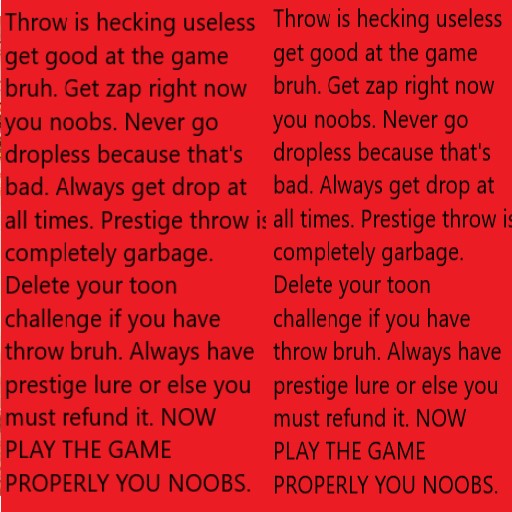 Throw is hecking useless
get good at the game
bruh. Get zap right now
you noobs. Never go
dropless because that's
bad. Always get drop at
all times. Prestige throw is
completely garbage.
Delete your toon
challenge if you have
throw bruh. Always have
prestige lure or else you
must refund it. NOW
PLAY THE GAME
PROPERLY YOU NOOBS.
Throw is hecking useless
get good at the game
bruh. Get zap right now
you noobs. Never go
dropless because that's
bad. Always get drop at
all times. Prestige throw is
completely garbage.
Delete your toon
challenge if you have
throw bruh. Always have
prestige lure or else you
must refund it. NOW
PLAY THE GAME
PROPERLY YOU NOOBS.